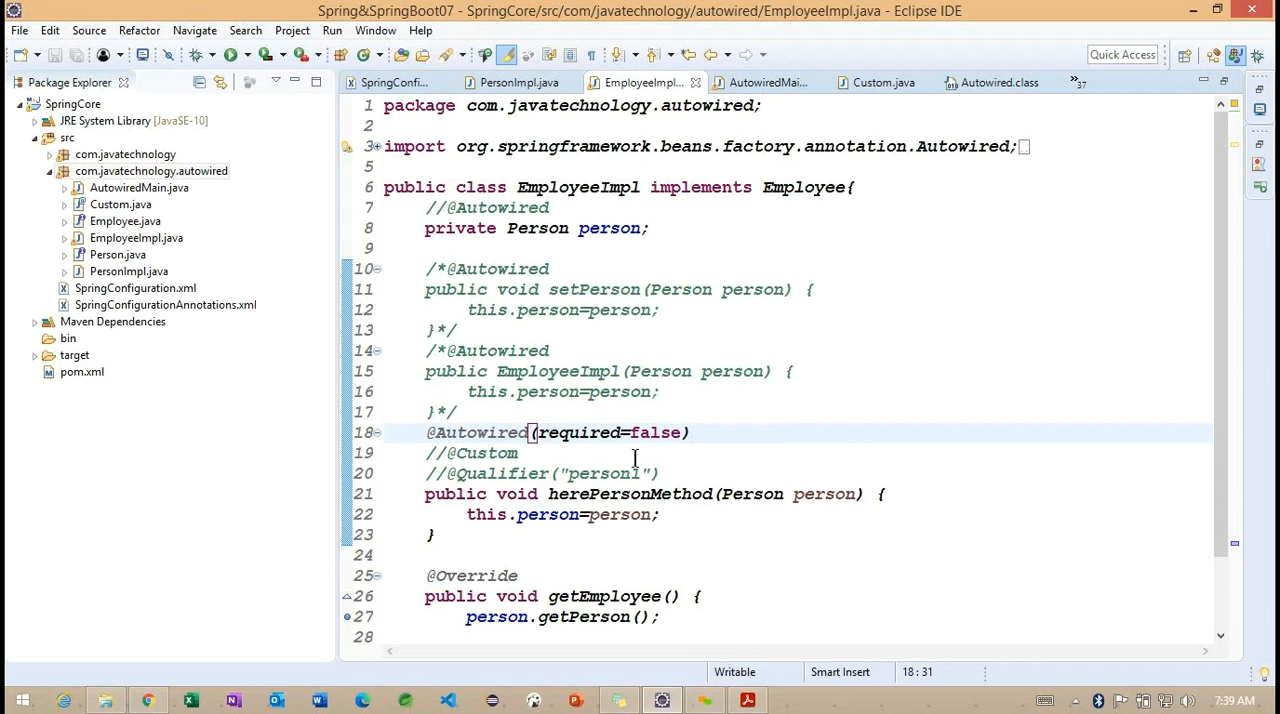 Spring&SpringBoot07 - SpringCore/src/com/javatechnology/autowired/EmployeeImpl.java - Eclipse IDE
File Edit Source Refactor Navigate Search Project Run Window Help
Quick Access
Package Explorer
SpringCore
JRE System Library [JavaSE-10]
src
com.javatechnology
com.javatechnology.autowired
AutowiredMain.java
Custom.java
Employee.java
EmployeeImpl.java
Person.java
PersonImpl.java
SpringConfiguration.xml
SpringConfigurationAnnotations.xml
Maven Dependencies
bin
target
pom.xml
SpringConfi... PersonImpl.java EmployeeImpl... AutowiredMai... Custom.java Autowired.class »37
1 package com.javatechnology.autowired;
2
3 import org.springframework.beans.factory.annotation.Autowired;
5
6 public class EmployeeImpl implements Employee{
7 //@Autowired
8 private Person person;
9
10 /*@Autowired
11 public void setPerson(Person person) {
12 this.person=person;
13 }*/
14 /*@Autowired
15 public EmployeeImpl(Person person) {
16 this.person=person;
17 }*/
18 @Autowired(required=false)
19 //@Custom
20 //@Qualifier("person1")
21 public void herePersonMethod(Person person) {
22 this.person=person;
23 }
24
25 @Override
26 public void getEmployee() {
27 person.getPerson();
28
Writable Smart Insert 18 : 31
7:39 AM